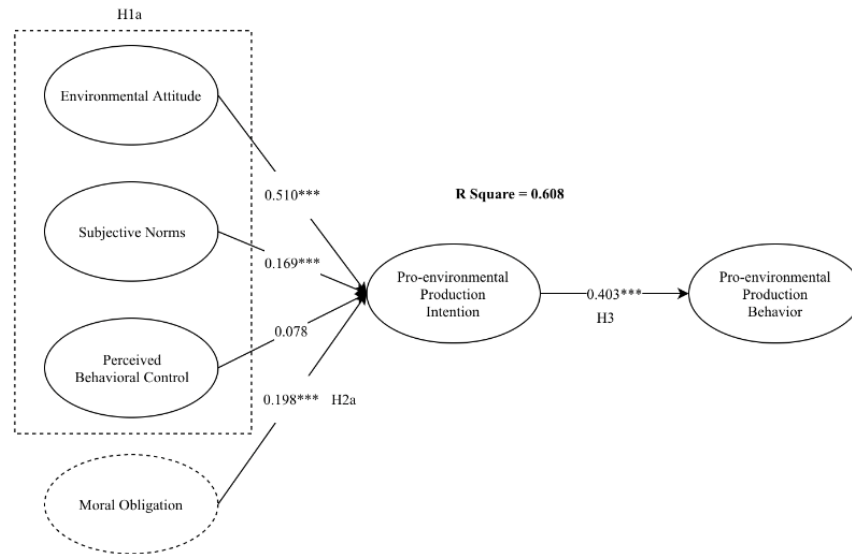 H1a
Environmental Attitude
0.510***
R Square = 0.608
Subjective Norms
0.169***
Pro-environmental
Production
Intention
0.403***
H3
Pro-environmental
Production
Behavior
0.078
Perceived
Behavioral Control
0.198***
H2a
Moral Obligation